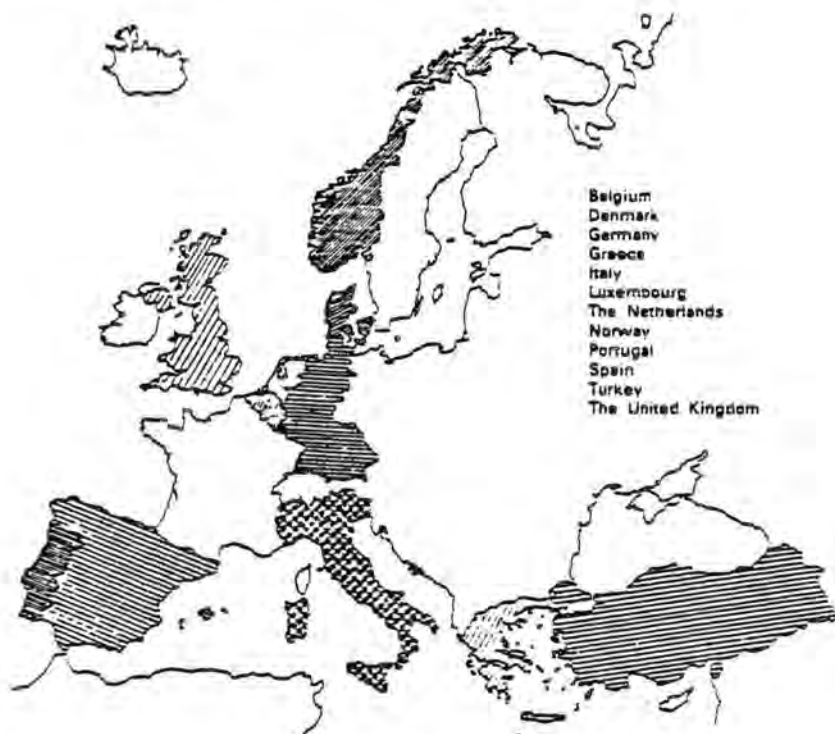 Belgium
Denmark
Germany
Greece
Italy
Luxembourg
The Netherlands
Norway
Portugal
Spain
Turkey
The United Kingdom